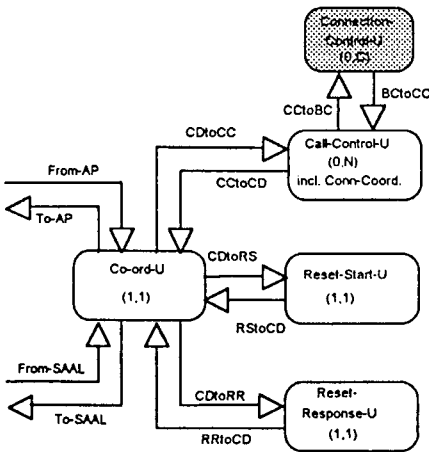 Connection-
Control-U
(0,C)
CCtoBC
BCtoCC
CDtoCC
Call-Control-U
(0,N)
incl. Conn-Coord.
CCtoCD
From-AP
To-AP
Co-ord-U
(1,1)
CDtoRS
Reset-Start-U
(1,1)
RStoCD
From-SAAL
To-SAAL
CDtoRR
Reset-
Response-U
(1,1)
RRtoCD